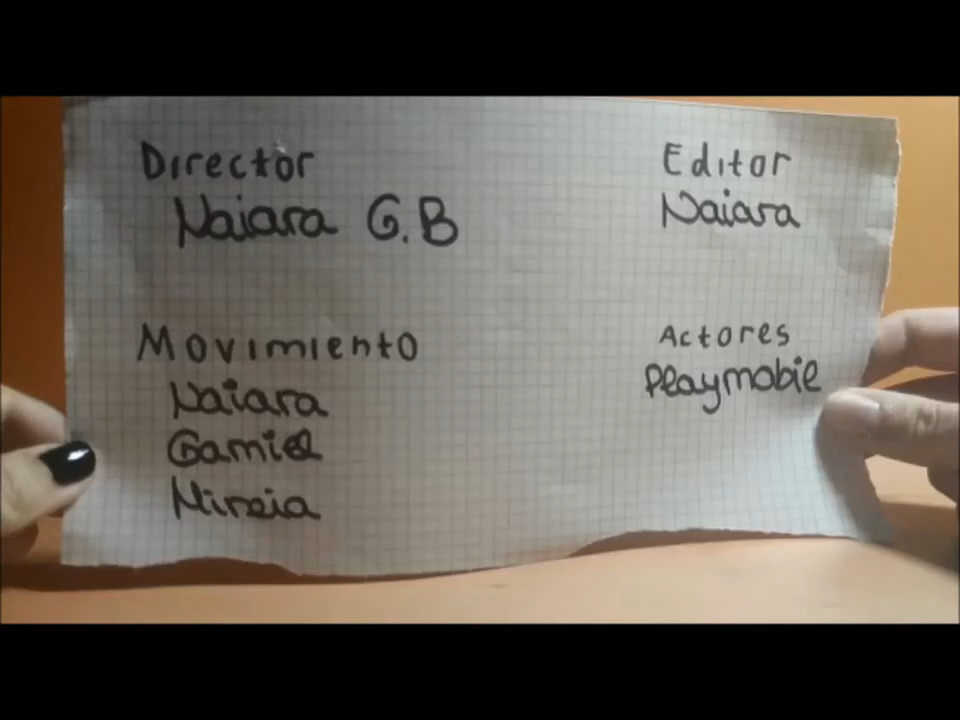 Director
Naiara G.B
Editor
Naiara
Movimiento
Naiara
Gamiel
Mireia
Actores
Playmobil